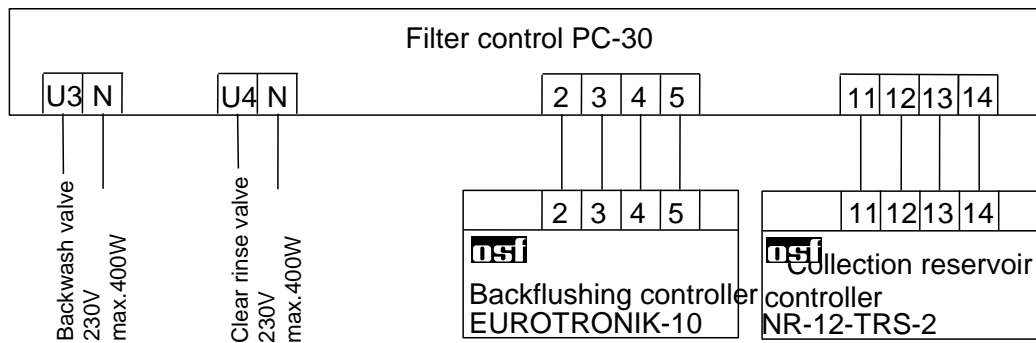 Filter control PC-30
U3 N
U4 N
2 3 4 5
11 12 13 14
Backwash valve
230V
max.400W
Clear rinse valve
230V
max.400W
2 3 4 5
osf
Backflushing controller
EUROTRONIK-10
11 12 13 14
osf
Collection reservoir
controller
NR-12-TRS-2